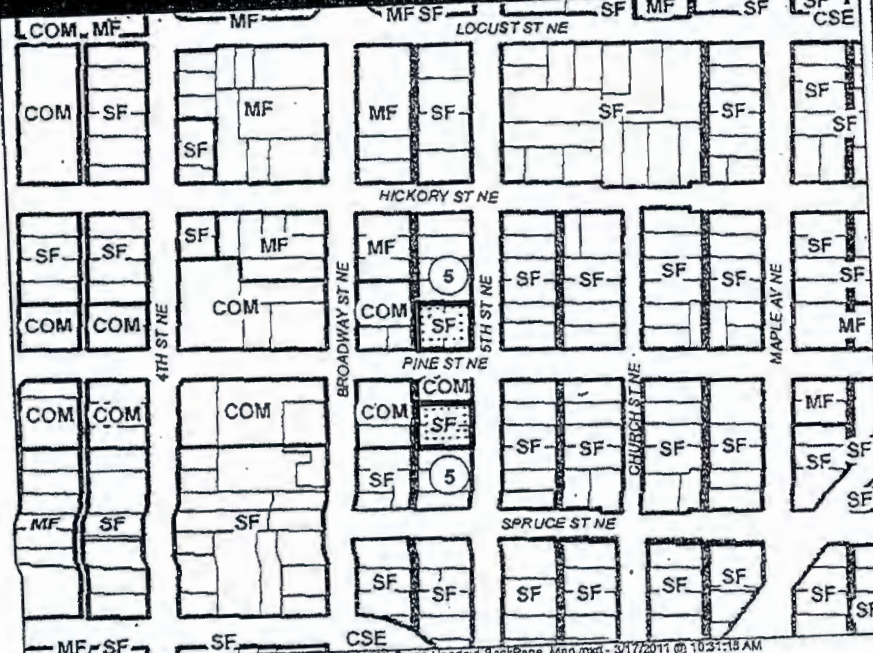 COM MF MF MF SF SF MF SF SF
CSE
LOCUST ST NE
COM SF MF MF SF SF SF SF
SF SF
HICKORY ST NE
SF SF SF MF MF 5 SF SF SF SF SF SF
COM COM COM COM SF MF
4TH ST NE
BROADWAY ST NE
5TH ST NE
MAPLE AV NE
PINE ST NE
COM
COM COM COM COM SF MF
SF 5 SF SF SF SF SF SF
CHURCH ST NE
SF
MF SF SF
SPRUCE ST NE
SF SF SF SF SF SF SF SF
MF SF SF CSE
3/17/2011 @ 10:31:18 AM